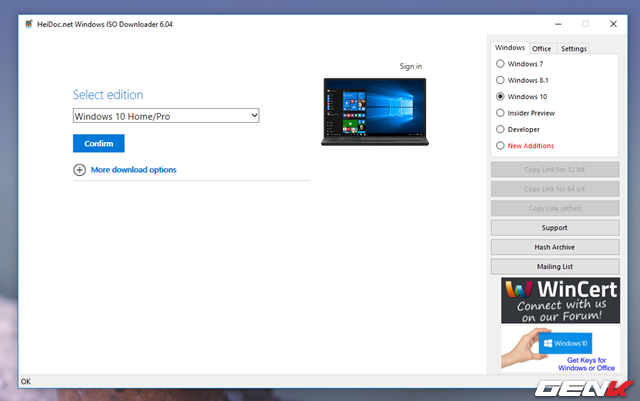 HeiDoc.net Windows ISO Downloader 6.04
Sign in
Select edition
Windows 10 Home/Pro
Confirm
More download options
Windows
Office
Settings
Windows 7
Windows 8.1
Windows 10
Insider Preview
Developer
New Additions
Copy Link for 32 bit
Copy Link for 64 bit
Copy Link (other)
Support
Hash Archive
Mailing List
WinCert
Connect with
us on our Forum!
Windows 10
Get Keys for
Windows or Office
OK
GENK